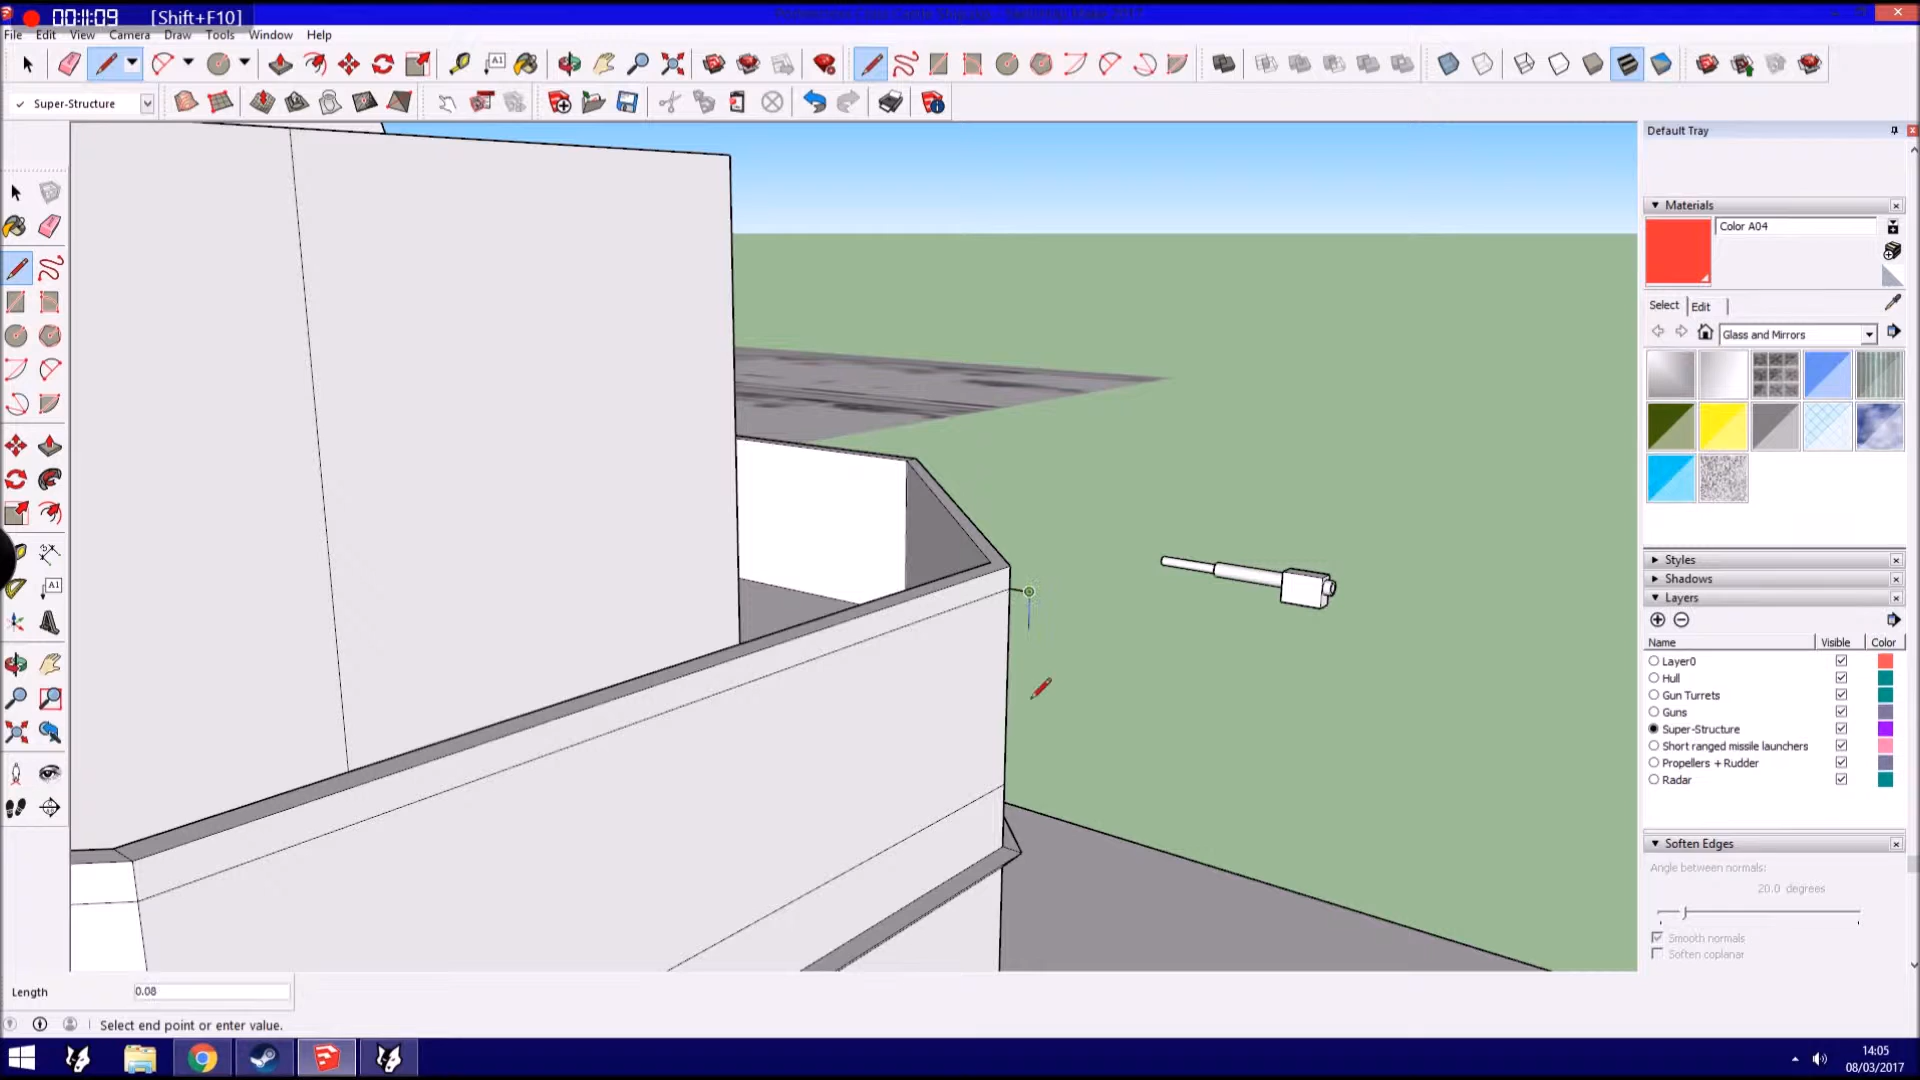 00:11:09 [Shift+F10]
File Edit View Camera Draw Tools Window Help
A1
✓ Super-Structure
Default Tray
Materials
Color A04
Select Edit
Glass and Mirrors
A1
Styles
Shadows
Layers
Name Visible Color
Layer0
Hull
Gun Turrets
Guns
Super-Structure
Short ranged missile launchers
Propellers + Rudder
Radar
Soften Edges
Angle between normals:
20.0 degrees
Smooth normals
Soften coplanar
Length 0.08
Select end point or enter value.
14:05
08/03/2017